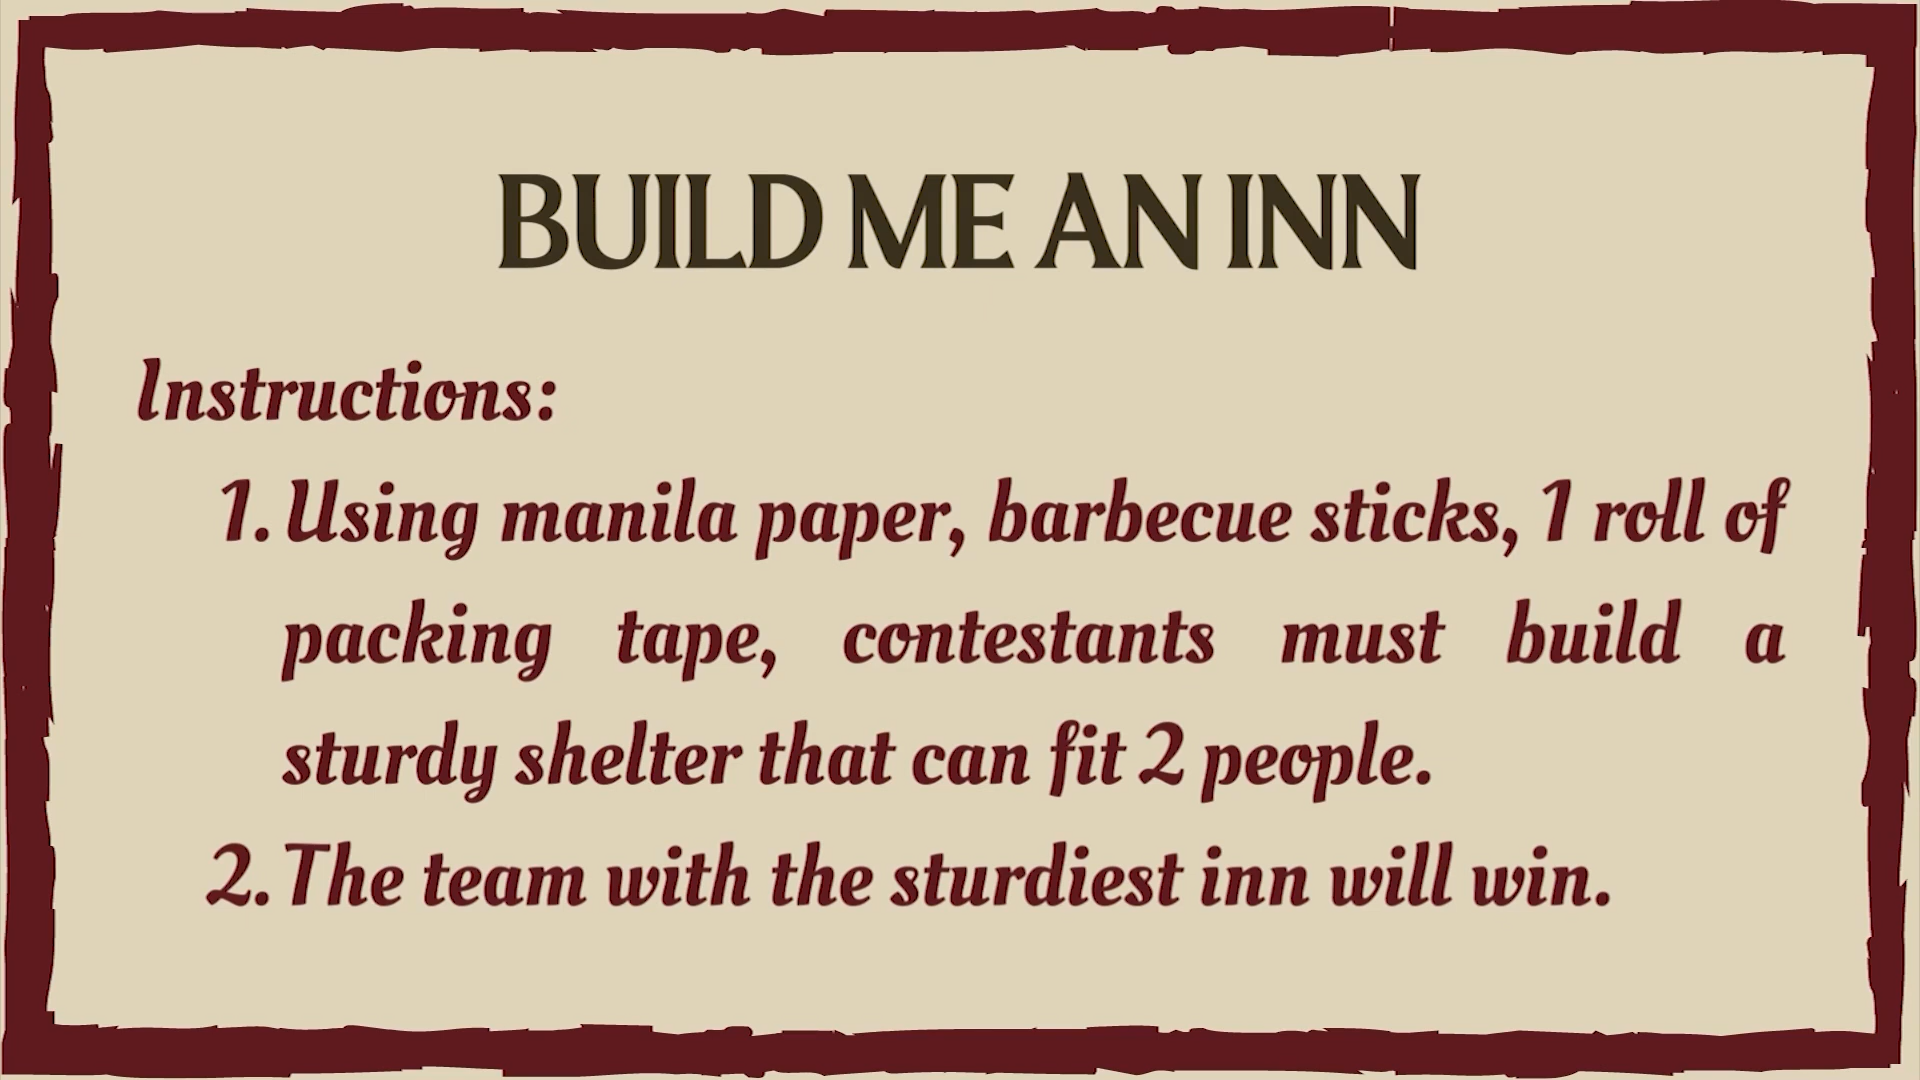 BUILD ME AN INN
Instructions:
1. Using manila paper, barbecue sticks, 1 roll of
packing tape, contestants must build a
sturdy shelter that can fit 2 people.
2. The team with the sturdiest inn will win.